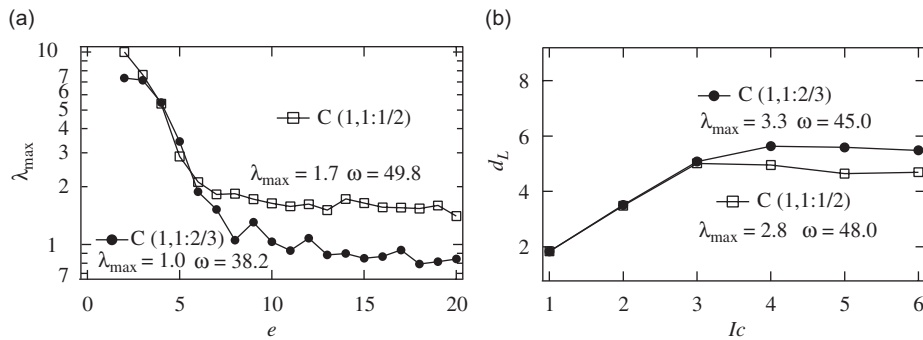 (a)
10
7
6
5
4
3
2
1
7
λmax
C (1,1:1/2)
λmax = 1.7 ω = 49.8
C (1,1:2/3)
λmax = 1.0 ω = 38.2
0 5 10 15 20
e
(b)
8
6
4
2
dL
C (1,1:2/3)
λmax = 3.3 ω = 45.0
C (1,1:1/2)
λmax = 2.8 ω = 48.0
1 2 3 4 5 6
Ic